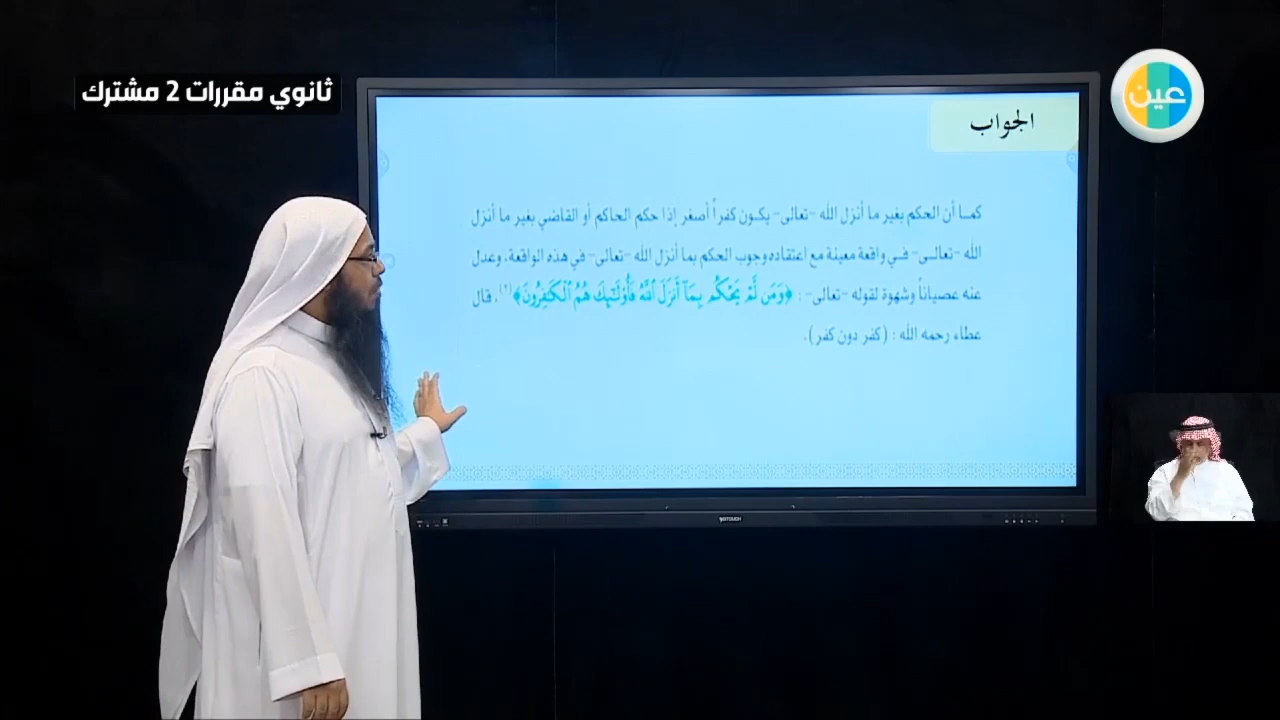 ثانوي مقررات 2 مشترك
عين
الجواب
كما أن الحكم بغير ما أنزل الله -تعالى- يكون كفراً أصغر إذا حكم الحاكم أو القاضي بغير ما أنزل
الله -تعالى- في واقعة معينة مع اعتقاده وجوب الحكم بما أنزل الله -تعالى- في هذه الواقعة، وعدل
عنه عصياناً وشهوة لقوله -تعالى- : ﴿وَمَن لَّمْ يَحْكُم بِمَآ أَنزَلَ ٱللَّهُ فَأُوْلَٰٓئِكَ هُمُ ٱلْكَٰفِرُونَ﴾، قال
عطاء رحمه الله : (كفر دون كفر).